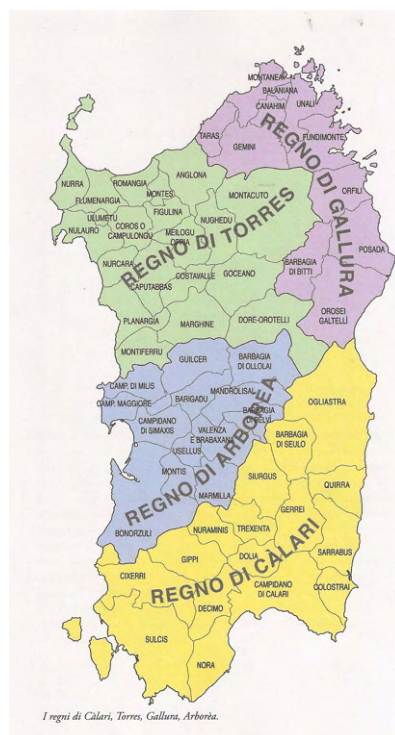 MONTANEA
BALANIANA
CANAHIM
UNALI
TARAS
GEMINI
FUNDIMONTE
REGNO DI GALLURA
ORFILI
POSADA
BARBAGIA
DI BITTI
OROSEI
GALTELLÌ
ANGLONA
NURRA
ROMANGIA
MONTES
MONTACUTO
FLUMENARGIA
FIGULINA
NUGHEDU
ULUMETU
COROS O
CAMPULONGU
MEILOGU
OPPIA
NULAURO
REGNO DI TORRES
NURCARA
COSTAVALLE
GOCEANO
CAPUTABBAS
PLANARGIA
MARGHINE
DORE-OROTELLI
MONTIFERRU
GUILCER
BARBAGIA
DI OLLOLAI
CAMP. DI MILIS
MANDROLISAI
CAMP. MAGGIORE
BARIGADU
BARBAGIA
DI BELVÌ
CAMPIDANO
DI SIMAXIS
VALENZA
E BRABAXANA
USELLUS
REGNO DI ARBORÈA
MONTIS
MARMILLA
BONORZULI
OGLIASTRA
BARBAGIA
DI SEULO
SIURGUS
QUIRRA
GERREI
NURAMINIS
TREXENTA
SARRABUS
GIPPI
DOLIA
CIXERRI
REGNO DI CÀLARI
COLOSTRAI
CAMPIDANO
DI CALARI
DECIMO
SULCIS
NORA
I regni di Càlari, Torres, Gallura, Arborèa.